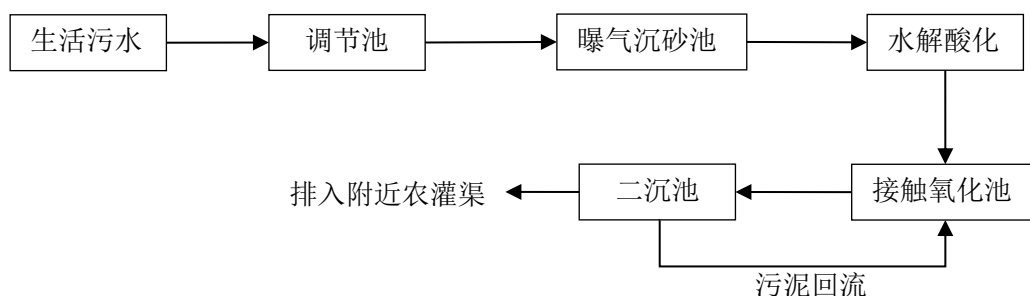 生活污水
调节池
曝气沉砂池
水解酸化
排入附近农灌渠
二沉池
接触氧化池
污泥回流